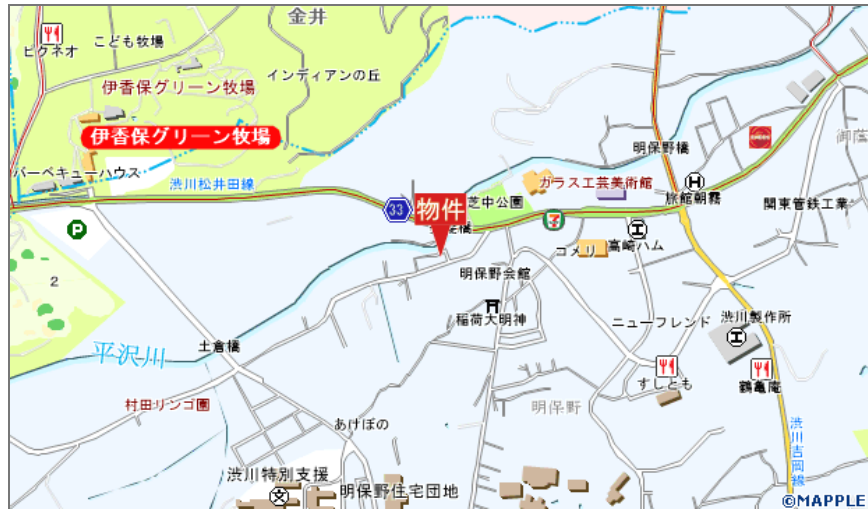 金井
ピクネオ
こども牧場
インディアンの丘
伊香保グリーン牧場
伊香保グリーン牧場
バーベキューハウス
渋川松井田線
33
物件
芝中公園
ガラス工芸美術館
明保野橋
H
旅館朝霧
関東管鉄工業
7
コメリ
高崎ハム
P
2
明保野会館
稲荷大明神
ニューフレンド
渋川製作所
平沢川
土倉橋
すしとも
鶴亀庵
村田リンゴ園
明保野
あけぼの
渋川吉岡線
渋川特別支援
文
明保野住宅団地
©MAPPLE